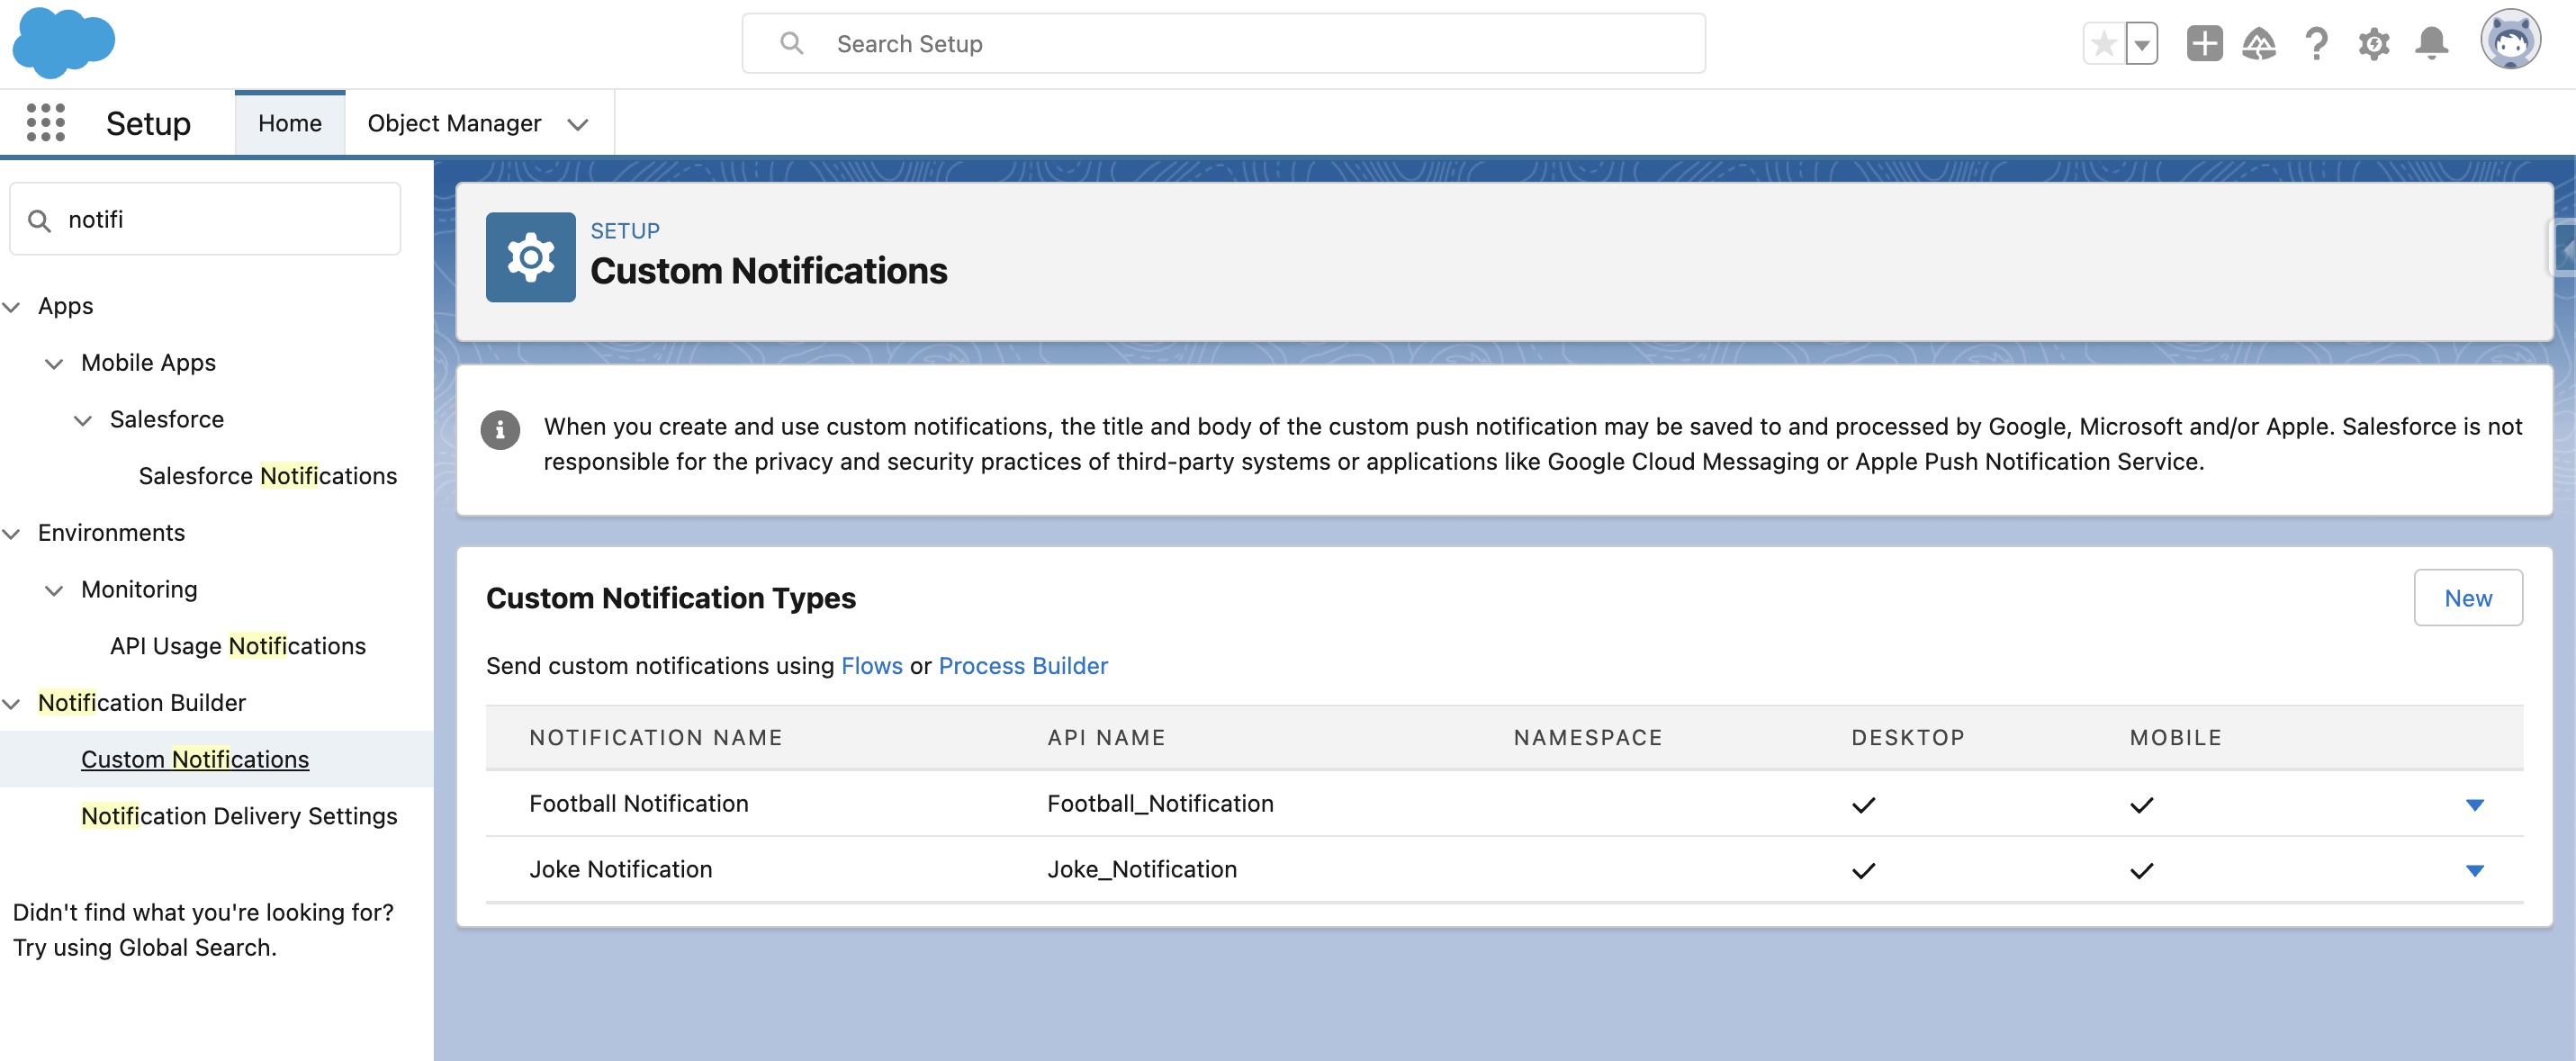 Search Setup
Setup
Home
Object Manager
notifi
Apps
Mobile Apps
Salesforce
Salesforce Notifications
Environments
Monitoring
API Usage Notifications
Notification Builder
Custom Notifications
Notification Delivery Settings
Didn't find what you're looking for?
Try using Global Search.
SETUP
Custom Notifications
When you create and use custom notifications, the title and body of the custom push notification may be saved to and processed by Google, Microsoft and/or Apple. Salesforce is not
responsible for the privacy and security practices of third-party systems or applications like Google Cloud Messaging or Apple Push Notification Service.
Custom Notification Types
New
Send custom notifications using Flows or Process Builder
NOTIFICATION NAME API NAME NAMESPACE DESKTOP MOBILE
Football Notification Football_Notification
Joke Notification Joke_Notification